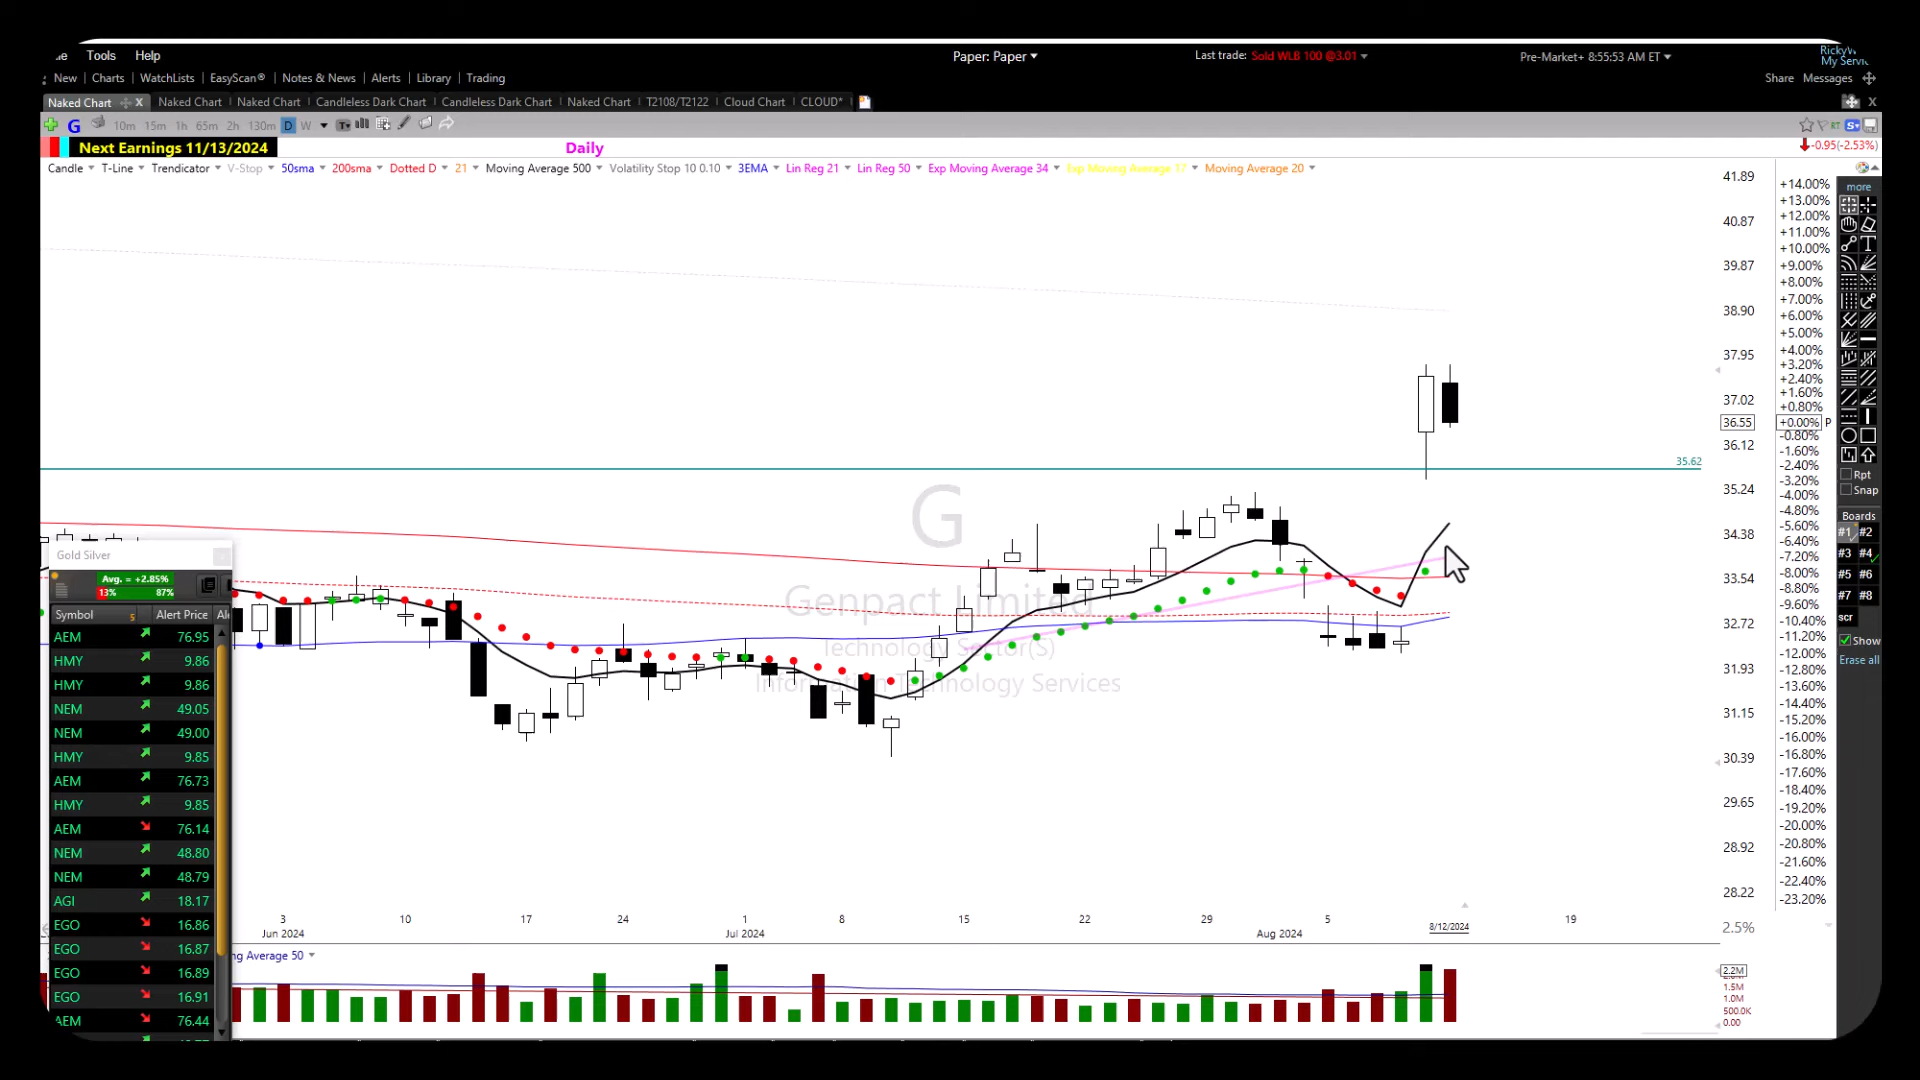 Tools Help
Paper: Paper
Last trade: Sold WLB 100 @3.01
Pre-Market+ 8:55:53 AM ET
New | Charts | WatchLists | EasyScan® | Notes & News | Alerts | Library | Trading
Share Messages
Naked Chart X Naked Chart Naked Chart Candleless Dark Chart Candleless Dark Chart Naked Chart T2108/T2122 Cloud Chart CLOUD*
G 10m 15m 1h 65m 2h 130m D W
Next Earnings 11/13/2024
Daily
-0.95(-2.53%)
Candle T-Line Trendicator V-Stop 50sma 200sma Dotted D 21 Moving Average 500 Volatility Stop 10 0.10 3EMA Lin Reg 21 Lin Reg 50 Exp Moving Average 34 Exp Moving Average 17 Moving Average 20
41.89
40.87
39.87
38.90
37.95
37.02
36.55
36.12
35.62
35.24
34.38
33.54
32.72
31.93
31.15
30.39
29.65
28.92
28.22
2.5%
+14.00%
+13.00%
+12.00%
+11.00%
+10.00%
+9.00%
+8.00%
+7.00%
+6.00%
+5.00%
+4.00%
+3.20%
+2.40%
+1.60%
+0.80%
+0.00% P
-0.80%
-1.60%
-2.40%
-3.20%
-4.00%
-4.80%
-5.60%
-6.40%
-7.20%
-8.00%
-8.80%
-9.60%
-10.40%
-11.20%
-12.00%
-12.80%
-13.60%
-14.40%
-15.20%
-16.00%
-16.80%
-17.60%
-18.40%
-19.20%
-20.00%
-20.80%
-21.60%
-22.40%
-23.20%
more
Rpt
Snap
Boards
#1 #2
#3 #4
#5 #6
#7 #8
scr
Show
Erase all
G
Genpact Limited
Technology Sector(S)
Information Technology Services
Gold Silver
Avg. = +2.85%
13% 87%
Symbol 5 Alert Price
AEM 76.95
HMY 9.86
HMY 9.86
NEM 49.05
NEM 49.00
HMY 9.85
AEM 76.73
HMY 9.85
AEM 76.14
NEM 48.80
NEM 48.79
AGI 18.17
EGO 16.86
EGO 16.87
EGO 16.89
EGO 16.91
AEM 76.44
3 10 17 24 1 8 15 22 29 5 8/12/2024 19
Jun 2024 Jul 2024 Aug 2024
Average 50
2.2M
1.5M
1.0M
500.0K
0.00